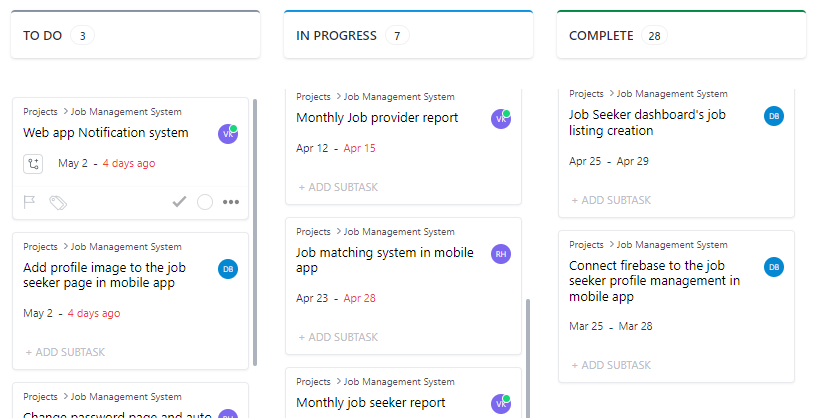 TO DO 3
Projects > Job Management System
Web app Notification system
VK
May 2 - 4 days ago
Projects > Job Management System
Add profile image to the job
seeker page in mobile app
DB
May 2 - 4 days ago
+ ADD SUBTASK
Projects > Job Management System
Change password page and auto
IN PROGRESS 7
Projects > Job Management System
Monthly Job provider report
VK
Apr 12 - Apr 15
+ ADD SUBTASK
Projects > Job Management System
Job matching system in mobile
app
RH
Apr 23 - Apr 28
+ ADD SUBTASK
Projects > Job Management System
Monthly job seeker report
VK
COMPLETE 28
Projects > Job Management System
Job Seeker dashboard's job
listing creation
DB
Apr 25 - Apr 29
+ ADD SUBTASK
Projects > Job Management System
Connect firebase to the job
seeker profile management in
mobile app
DB
Mar 25 - Mar 28
+ ADD SUBTASK